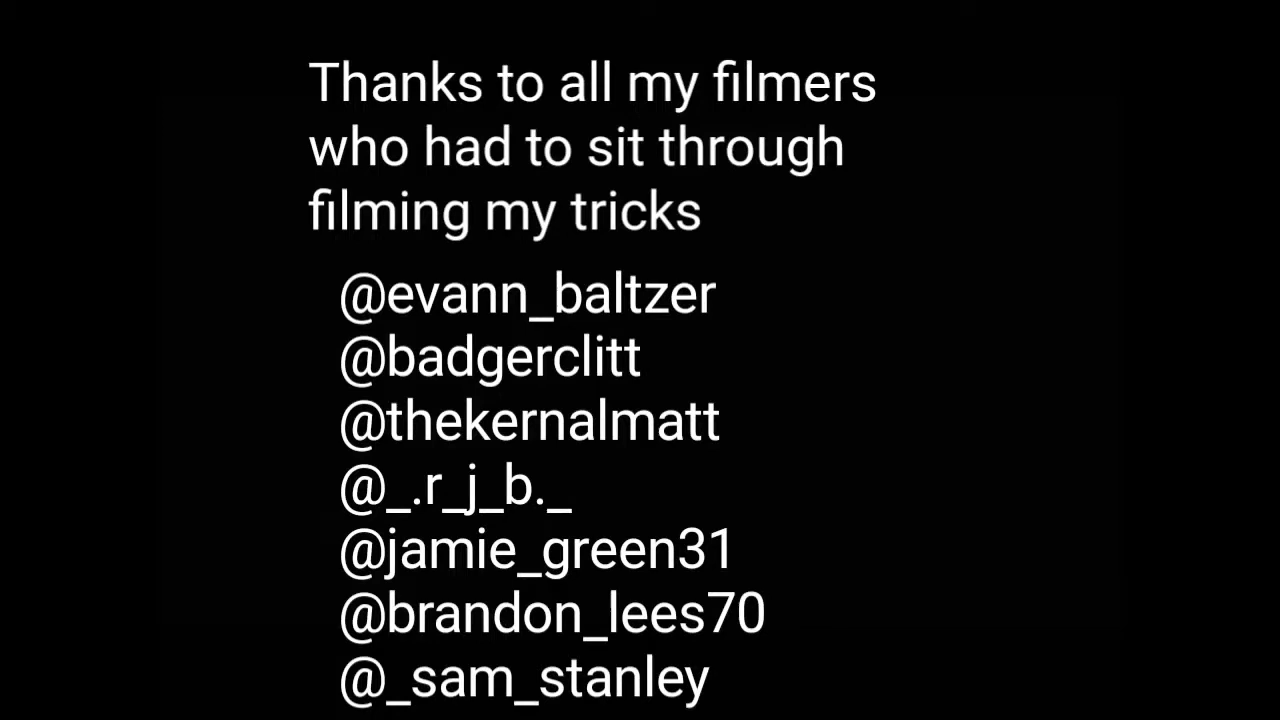 Thanks to all my filmers
who had to sit through
filming my tricks
@evann_baltzer
@badgerclitt
@thekernalmatt
@_.r_j_b._
@jamie_green31
@brandon_lees70
@_sam_stanley